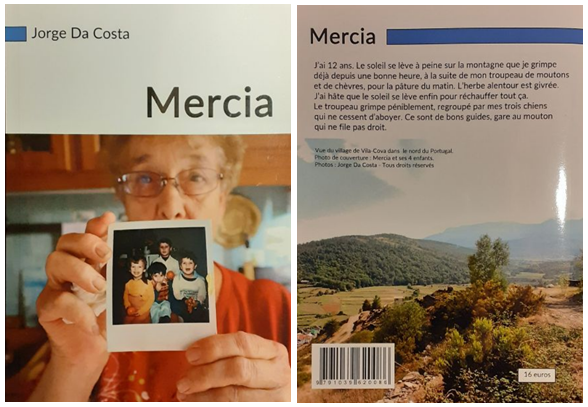 Jorge Da Costa
Mercia
Mercia
J'ai 12 ans. Le soleil se lève à peine sur la montagne que je grimpe
déjà depuis une bonne heure, à la suite de mon troupeau de moutons
et de chèvres, pour la pâture du matin. L'herbe alentour est givrée.
J'ai hâte que le soleil se lève enfin pour réchauffer tout ça.
Le troupeau grimpe péniblement, regroupé par mes trois chiens
qui ne cessent d'aboyer. Ce sont de bons guides, gare au mouton
qui ne file pas droit.
Vue du village de Vila-Cova dans le nord du Portugal.
Photo de couverture : Mercia et ses 4 enfants.
Photos : Jorge Da Costa - Tous droits réservés
16 euros